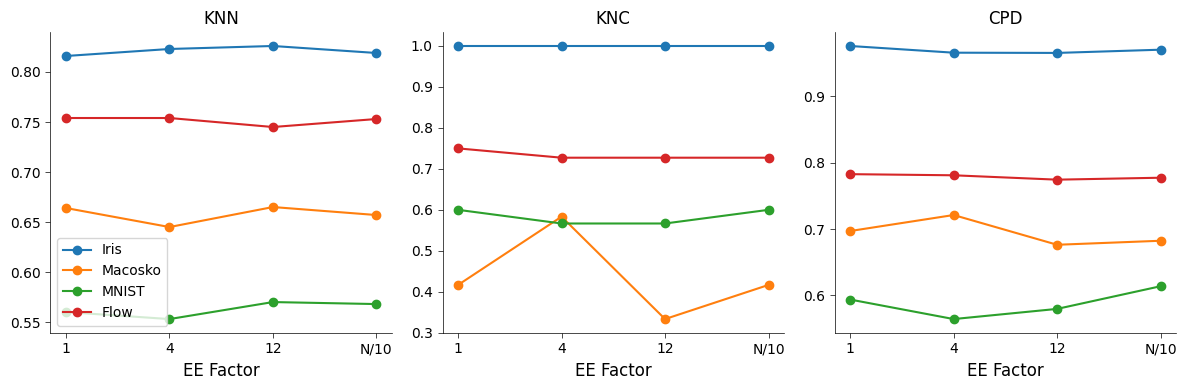 KNN
0.80
0.75
0.70
0.65
0.60
0.55
1 4 12 N/10
EE Factor
Iris
Macosko
MNIST
Flow
KNC
1.0
0.9
0.8
0.7
0.6
0.5
0.4
0.3
1 4 12 N/10
EE Factor
CPD
0.9
0.8
0.7
0.6
1 4 12 N/10
EE Factor